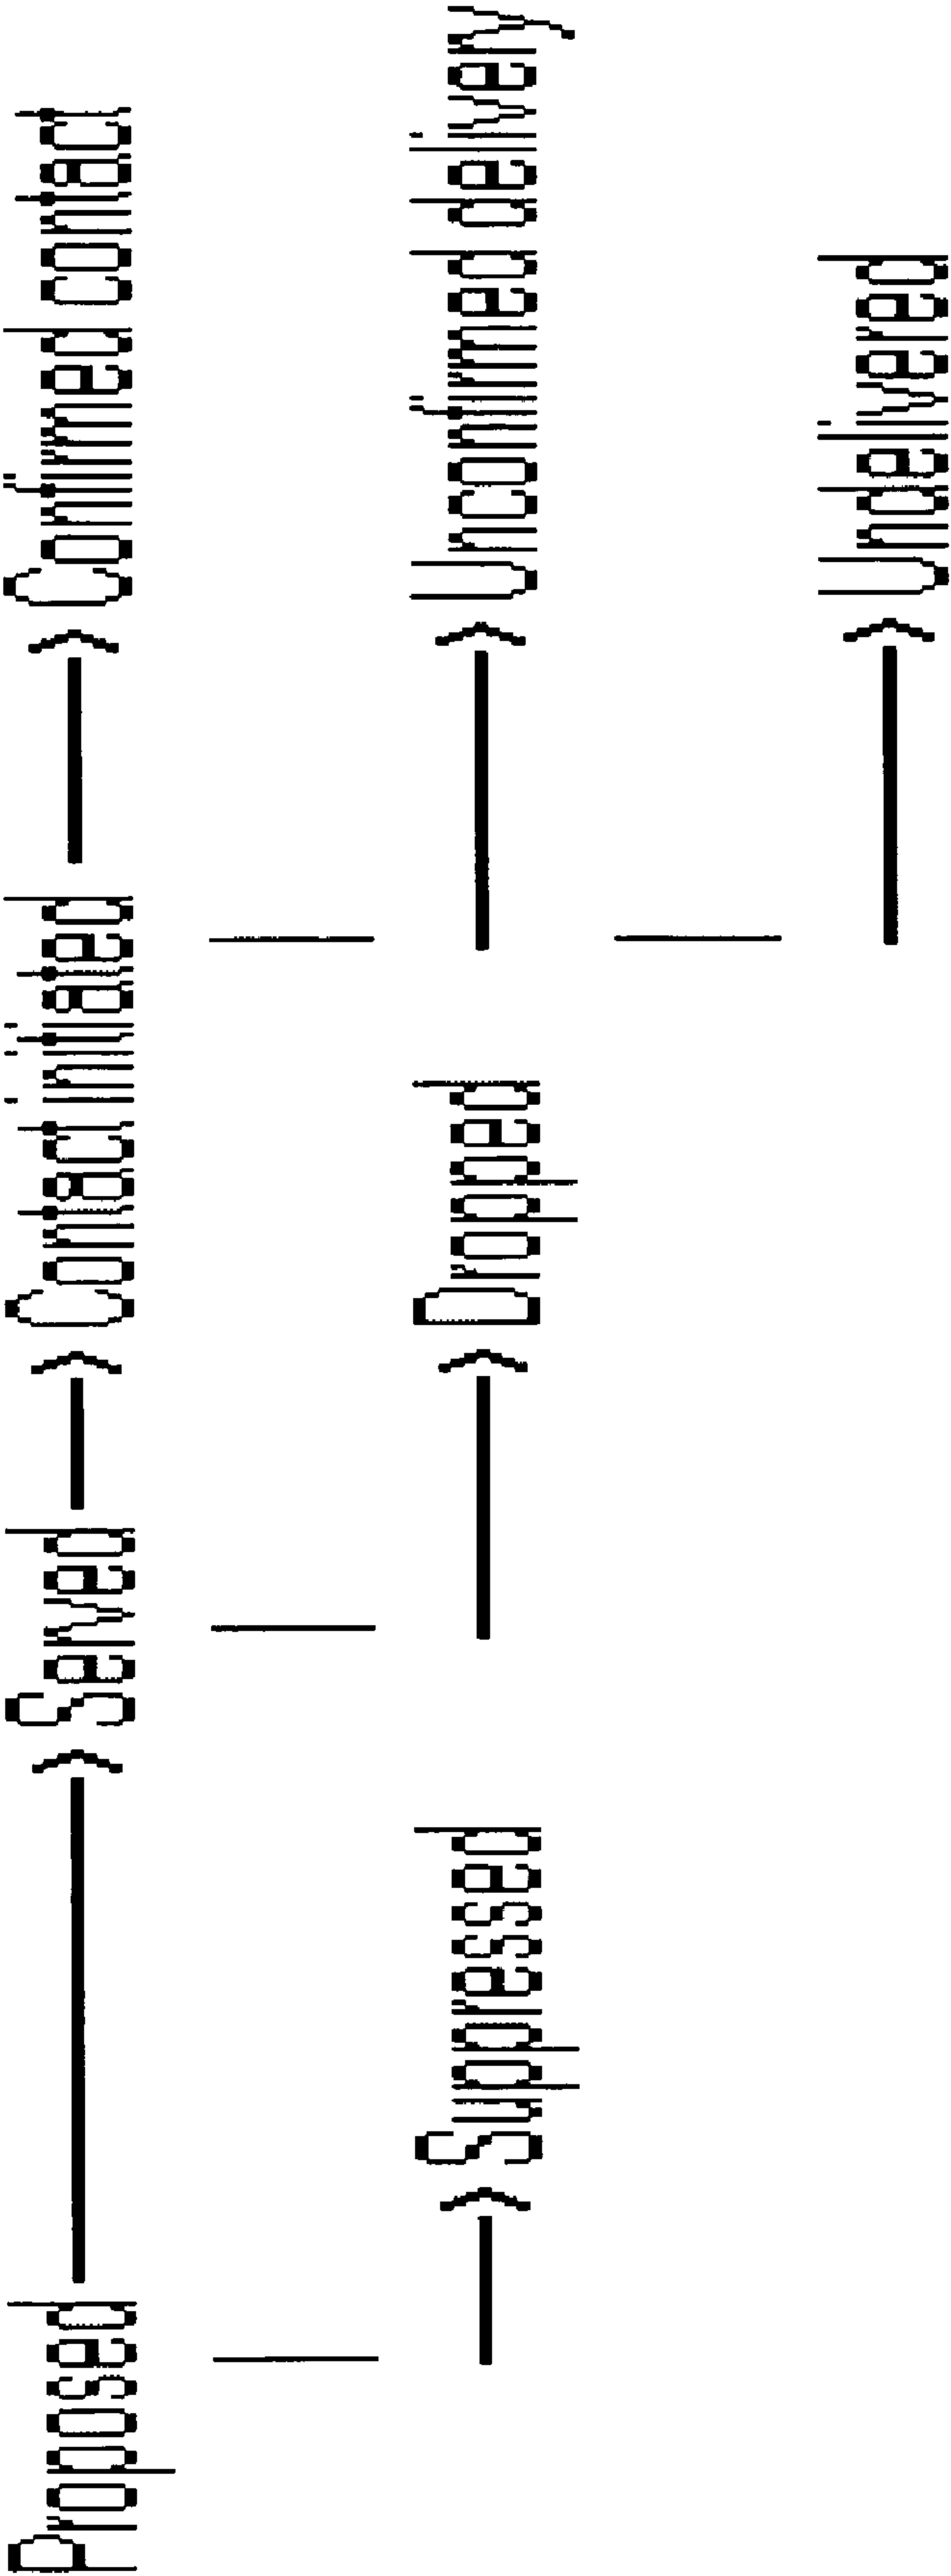 Proposed ---> Served -> Contact initiated --> Confirmed contact
| | |
--> Suppressed --> Dropped --> Unconfirmed delivery
|
--> Undelivered